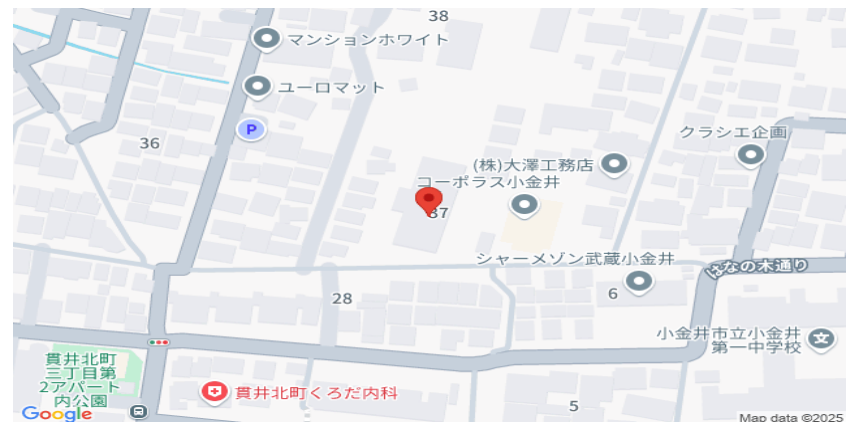 38
マンションホワイト
ユーロマット
P
36
クラシエ企画
(株)大澤工務店
コーポラス小金井
37
シャーメゾン武蔵小金井
はなの木通り
6
28
小金井市立小金井
第一中学校
文
貫井北町
三丁目第
2アパート
内公園
貫井北町くろだ内科
5
Google
Map data ©2025